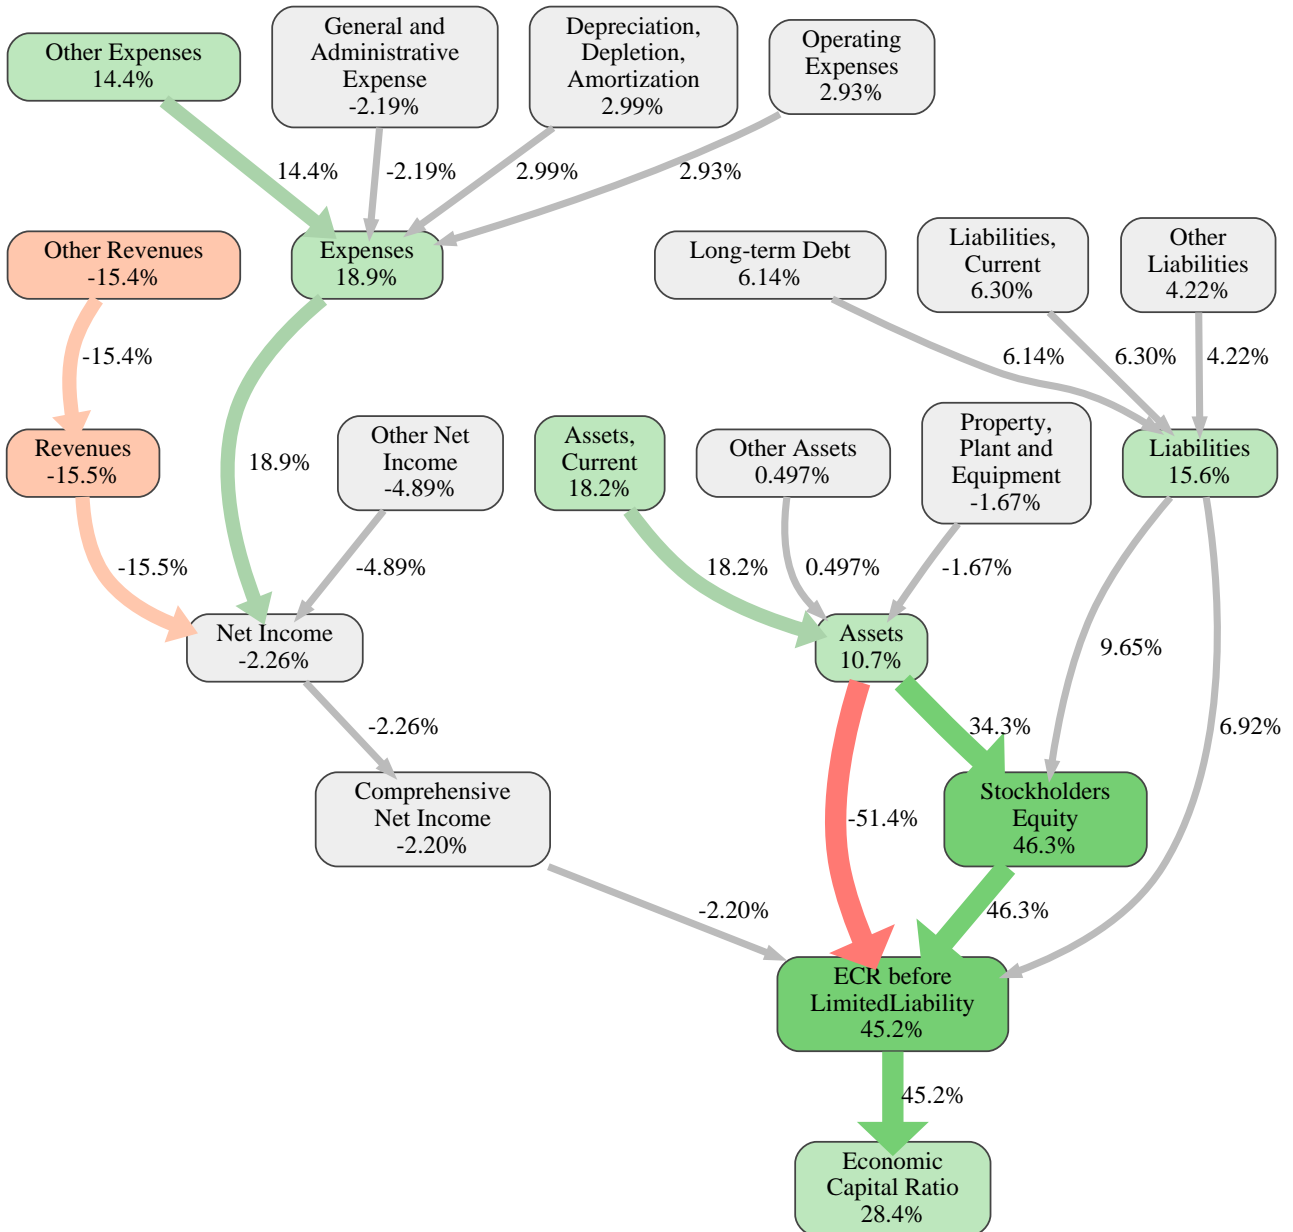 Other Expenses
14.4%
General and
Administrative
Expense
-2.19%
Depreciation,
Depletion,
Amortization
2.99%
Operating
Expenses
2.93%
14.4%
-2.19%
2.99%
2.93%
Other Revenues
-15.4%
Expenses
18.9%
Long-term Debt
6.14%
Liabilities,
Current
6.30%
Other
Liabilities
4.22%
-15.4%
6.14%
6.30%
4.22%
Revenues
-15.5%
18.9%
Other Net
Income
-4.89%
Assets,
Current
18.2%
Other Assets
0.497%
Property,
Plant and
Equipment
-1.67%
Liabilities
15.6%
-15.5%
-4.89%
18.2%
0.497%
-1.67%
Net Income
-2.26%
Assets
10.7%
9.65%
-2.26%
34.3%
6.92%
Comprehensive
Net Income
-2.20%
-51.4%
Stockholders
Equity
46.3%
-2.20%
46.3%
ECR before
LimitedLiability
45.2%
45.2%
Economic
Capital Ratio
28.4%